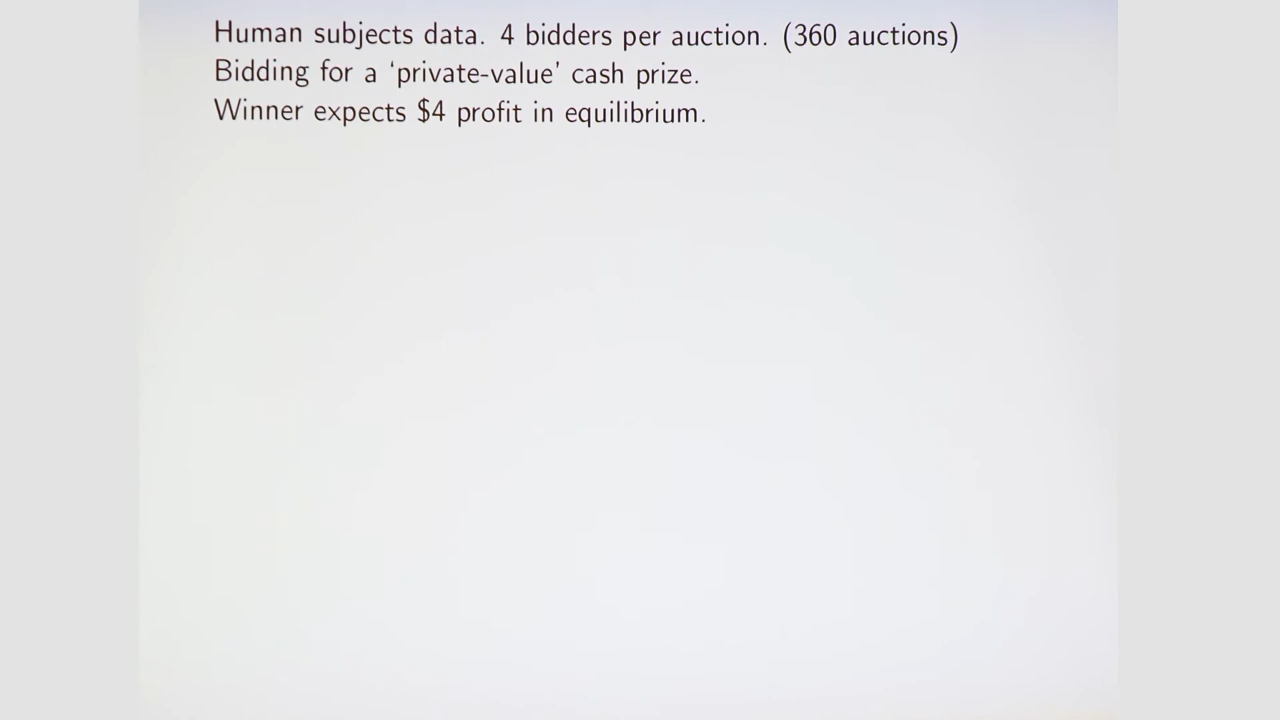 Human subjects data. 4 bidders per auction. (360 auctions)
Bidding for a ‘private-value’ cash prize.
Winner expects $4 profit in equilibrium.